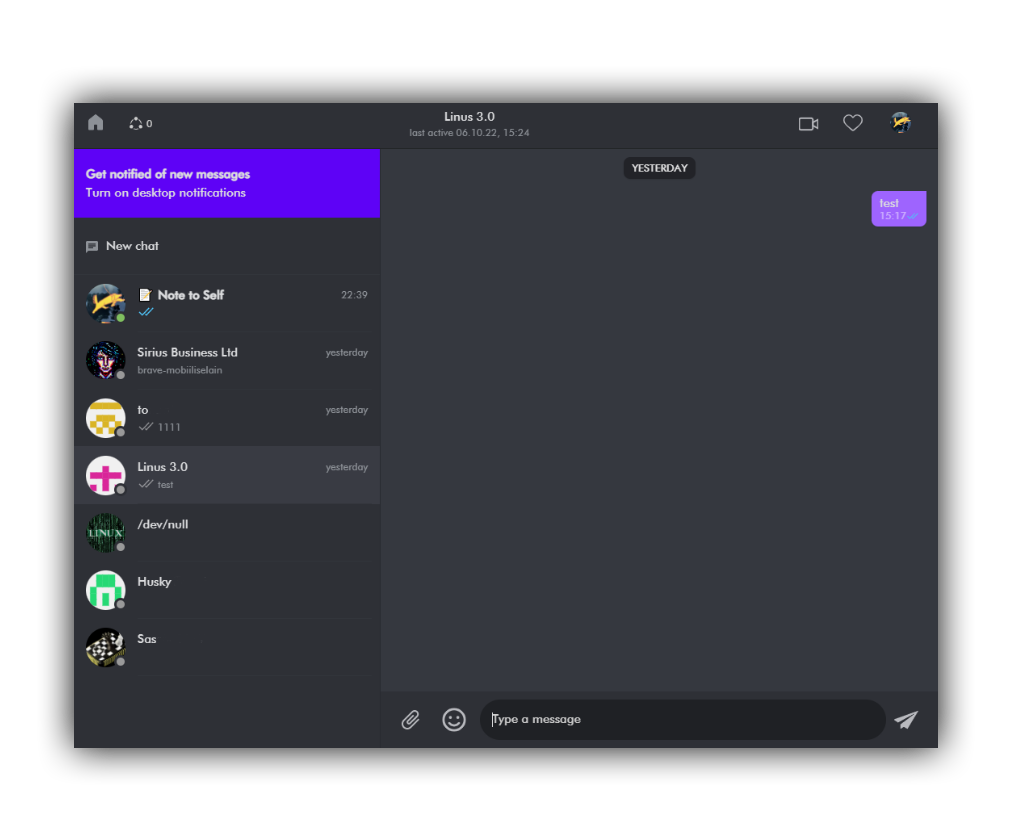 0
Linus 3.0
last active 06.10.22, 15:24
Get notified of new messages
Turn on desktop notifications
New chat
Note to Self
22:39
Sirius Business Ltd
yesterday
brave-mobiiliselain
to
yesterday
1111
Linus 3.0
yesterday
test
LINUX
/dev/null
Husky
Sas
YESTERDAY
test
15:17
Type a message